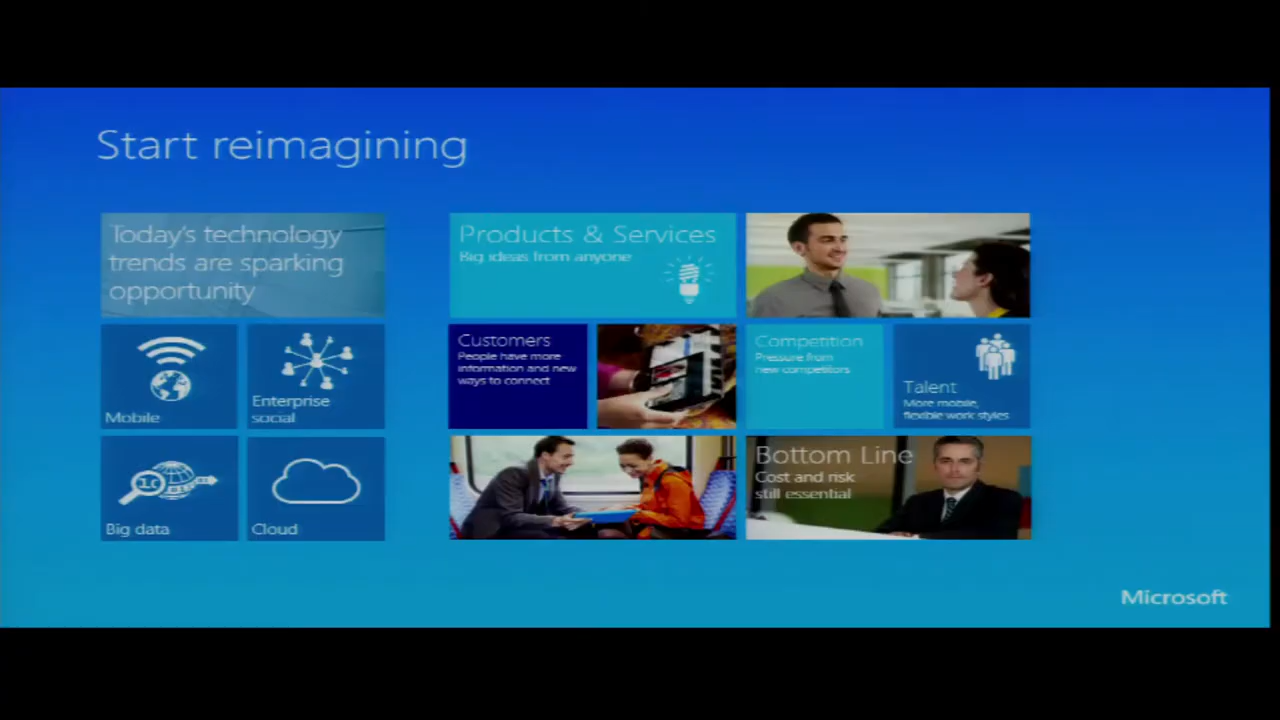 Start reimagining
Today's technology
trends are sparking
opportunity
Mobile
Enterprise
social
Big data
Cloud
Products & Services
Big ideas from anyone
Customers
People have more
information and new
ways to connect
Competition
Pressure from
new competitors
Talent
More mobile,
flexible work styles
Bottom Line
Cost and risk
still essential
Microsoft